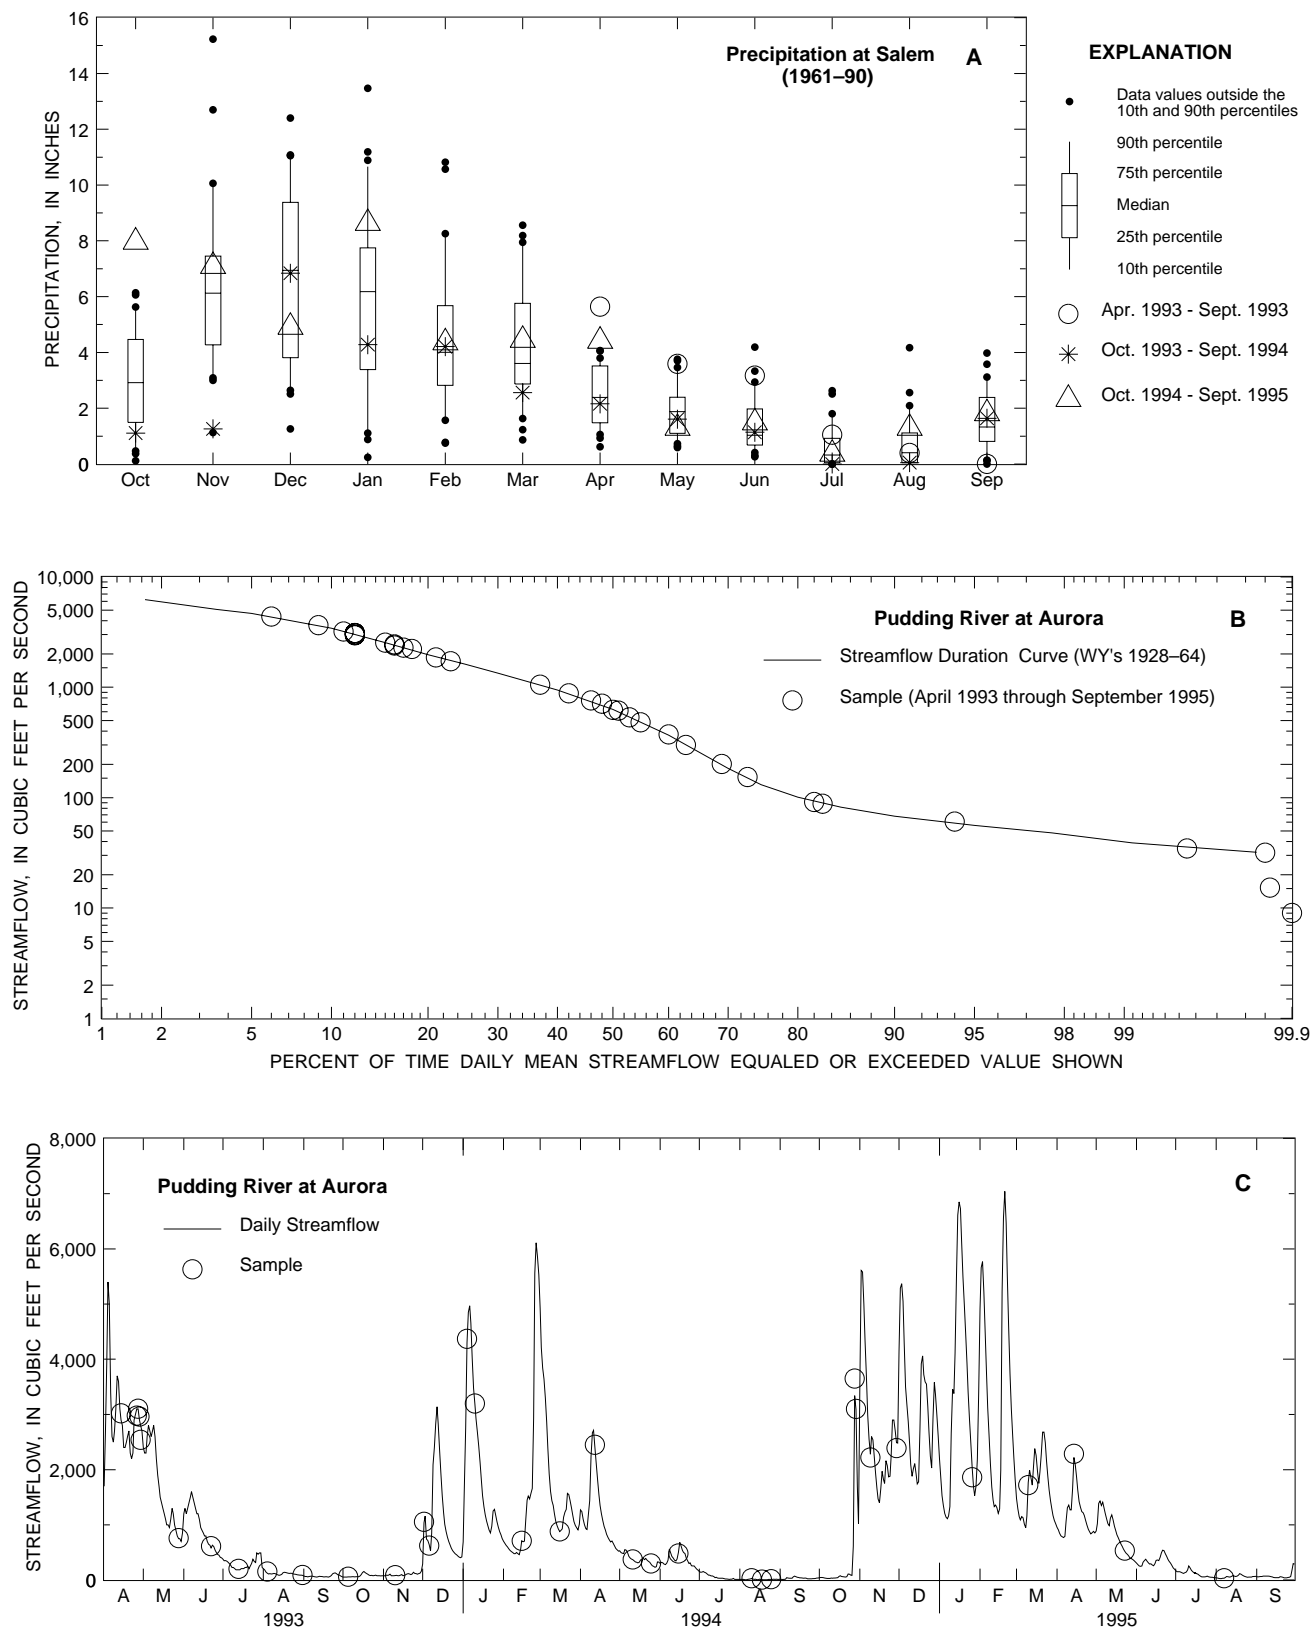 16
14
12
10
8
6
4
2
0
PRECIPITATION, IN INCHES
Precipitation at Salem
(1961–90)
A
Oct Nov Dec Jan Feb Mar Apr May Jun Jul Aug Sep
EXPLANATION
Data values outside the
10th and 90th percentiles
90th percentile
75th percentile
Median
25th percentile
10th percentile
Apr. 1993 - Sept. 1993
Oct. 1993 - Sept. 1994
Oct. 1994 - Sept. 1995
10,000
5,000
2,000
1,000
500
200
100
50
20
10
5
2
1
STREAMFLOW, IN CUBIC FEET PER SECOND
Pudding River at Aurora
B
Streamflow Duration Curve (WY's 1928–64)
Sample (April 1993 through September 1995)
1 2 5 10 20 30 40 50 60 70 80 90 95 98 99 99.9
PERCENT OF TIME DAILY MEAN STREAMFLOW EQUALED OR EXCEEDED VALUE SHOWN
8,000
6,000
4,000
2,000
0
STREAMFLOW, IN CUBIC FEET PER SECOND
Pudding River at Aurora
C
Daily Streamflow
Sample
A M J J A S O N D J F M A M J J A S O N D J F M A M J J A S
1993 1994 1995